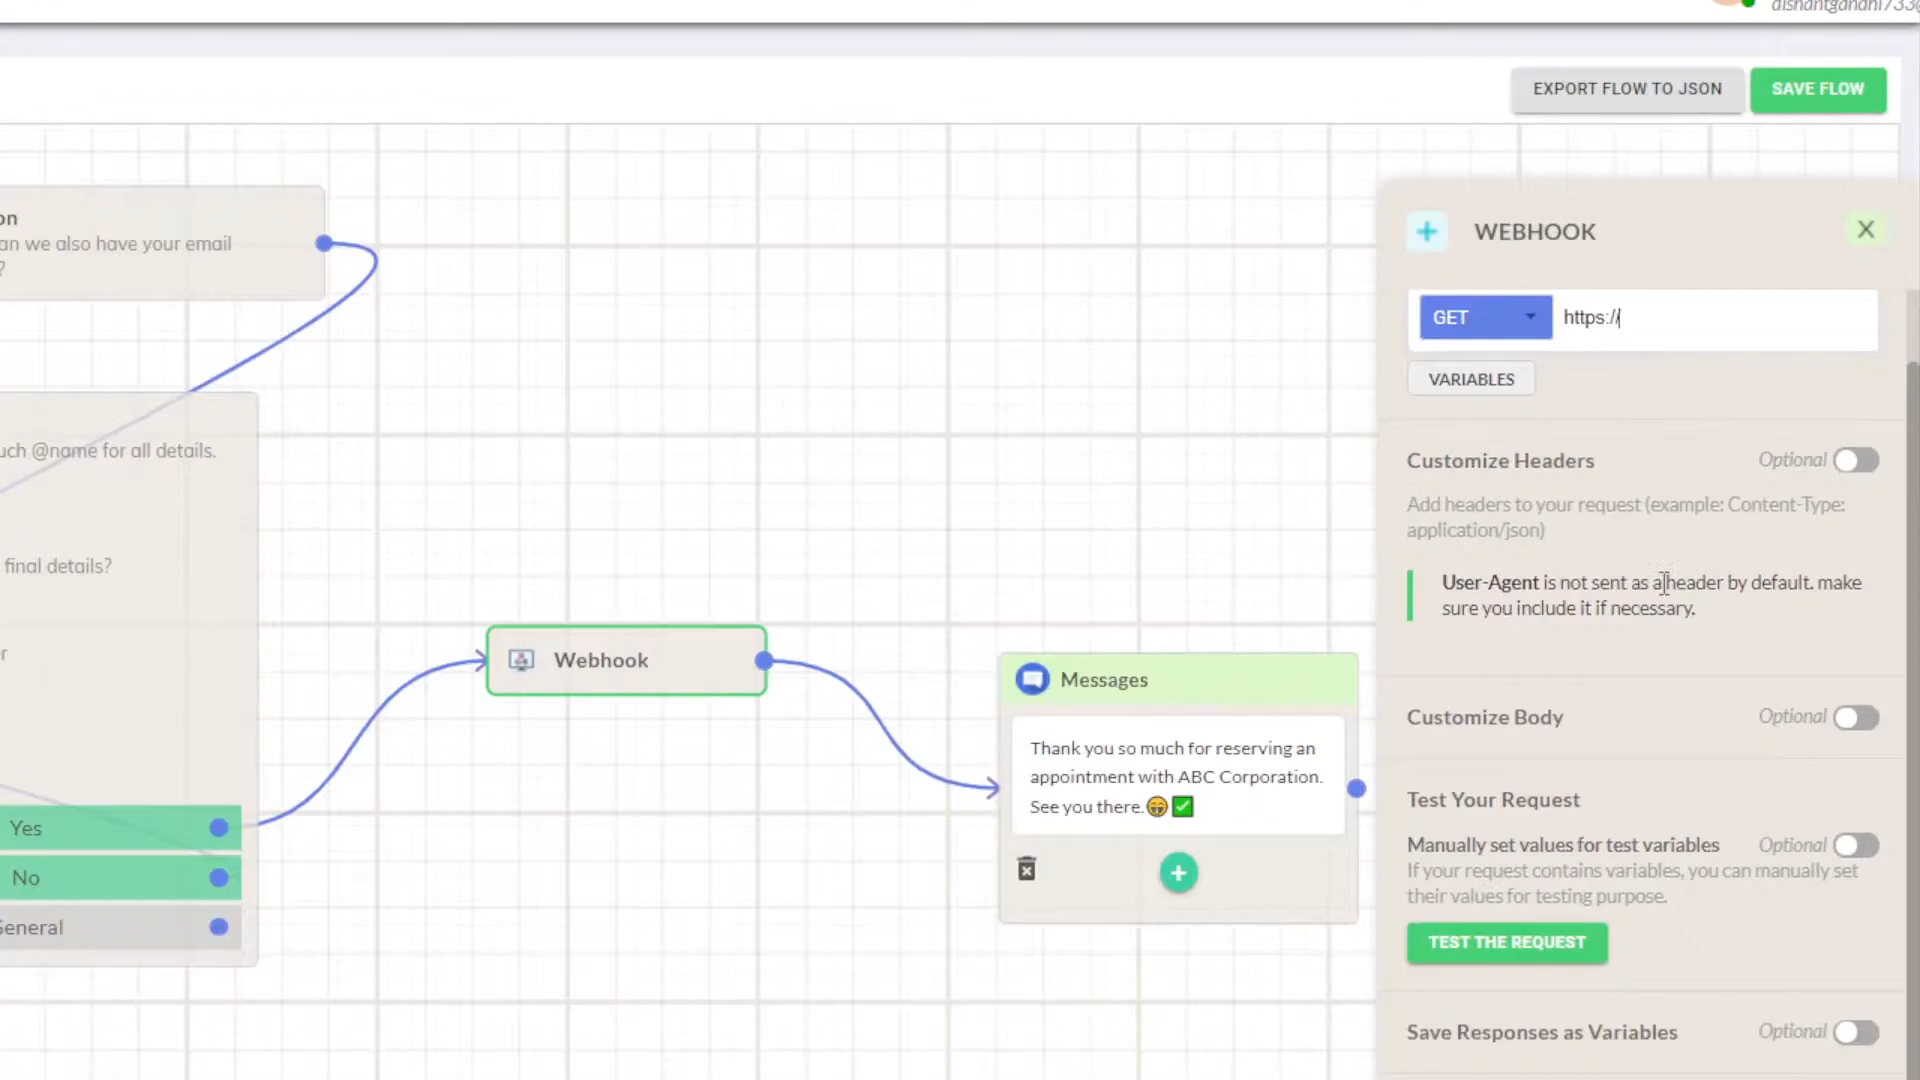 EXPORT FLOW TO JSON
SAVE FLOW
an we also have your email
?
@name for all details.
final details?
r
Yes
No
General
Webhook
Messages
Thank you so much for reserving an
appointment with ABC Corporation.
See you there.😁✅
WEBHOOK
X
GET
https://
VARIABLES
Customize Headers
Optional
Add headers to your request (example: Content-Type:
application/json)
User-Agent is not sent as a header by default. make
sure you include it if necessary.
Customize Body
Optional
Test Your Request
Manually set values for test variables
Optional
If your request contains variables, you can manually set
their values for testing purpose.
TEST THE REQUEST
Save Responses as Variables
Optional